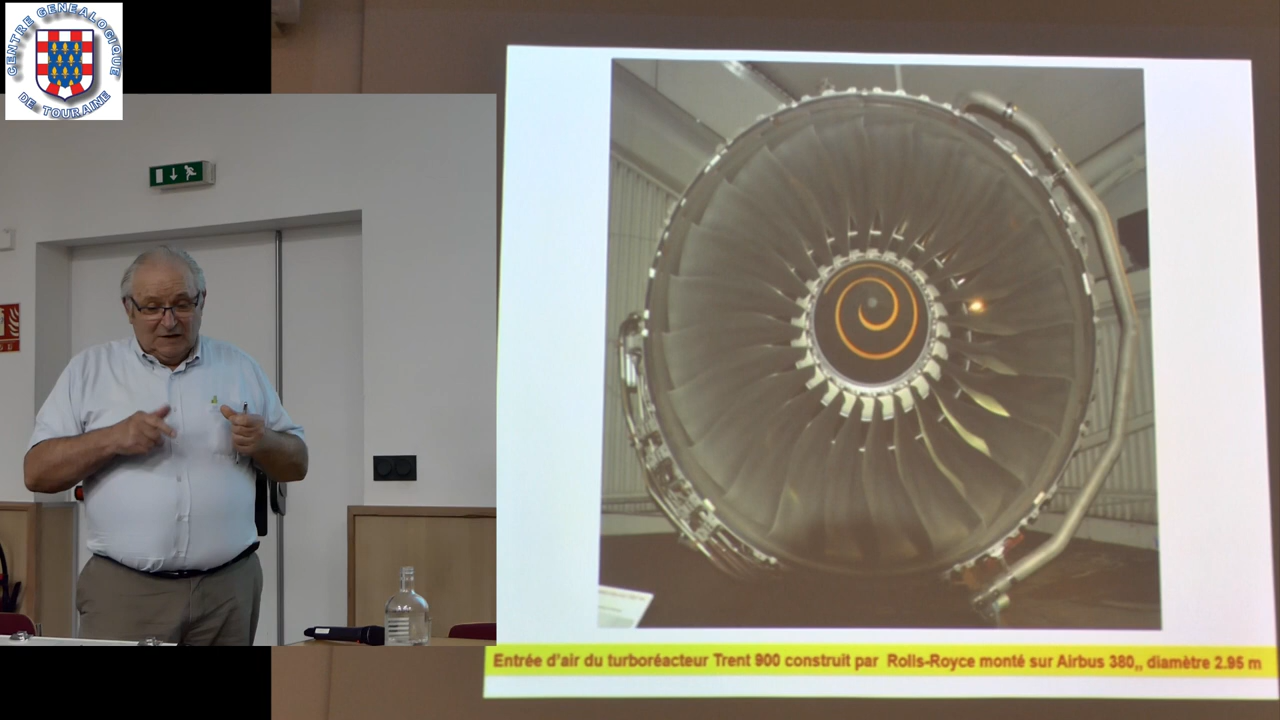 CENTRE GENEALOGIQUE
DE TOURAINE
Entrée d'air du turboréacteur Trent 900 construit par Rolls-Royce monté sur Airbus 380,, diamètre 2.95 m